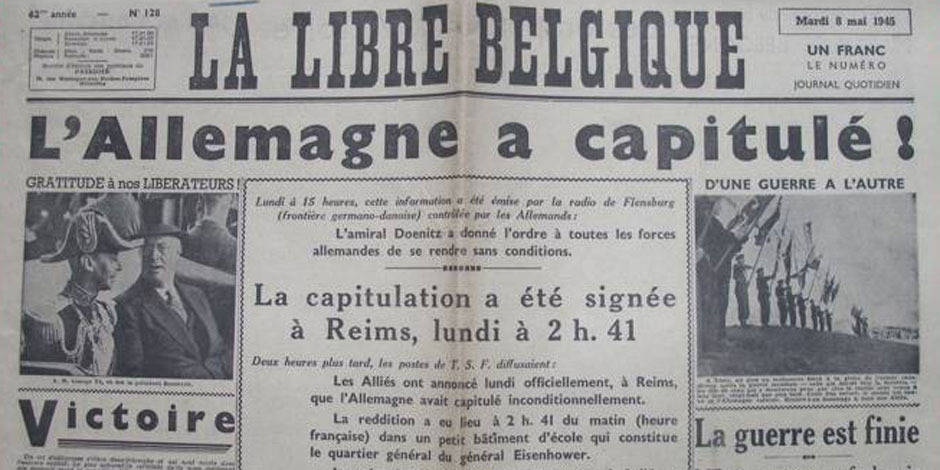 62me année — N° 128
LA LIBRE BELGIQUE
Mardi 8 mai 1945
UN FRANC
LE NUMÉRO
JOURNAL QUOTIDIEN
L'Allemagne a capitulé !
GRATITUDE à nos LIBERATEURS !
Victoire
Lundi à 15 heures, cette information a été émise par la radio de Flensburg
(frontière germano-danoise) contrôlée par les Allemands :
L'amiral Doenitz a donné l'ordre à toutes les forces
allemandes de se rendre sans conditions.
La capitulation a été signée
à Reims, lundi à 2 h. 41
Deux heures plus tard, les postes de T. S. F. diffusaient :
Les Alliés ont annoncé lundi officiellement, à Reims,
que l'Allemagne avait capitulé inconditionnellement.
La reddition a eu lieu à 2 h. 41 du matin (heure
française) dans un petit bâtiment d'école qui constitue
le quartier général du général Eisenhower.
D'UNE GUERRE A L'AUTRE
La guerre est finie